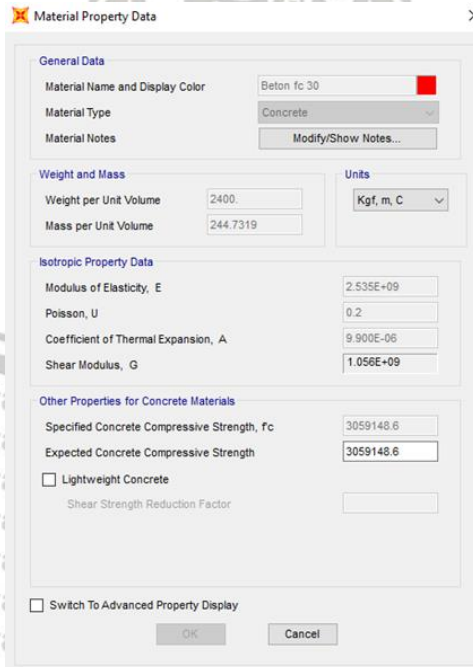 Material Property Data
General Data
Material Name and Display Color Beton fc 30
Material Type Concrete
Material Notes Modify/Show Notes...
Weight and Mass Units
Weight per Unit Volume 2400. Kgf, m, C
Mass per Unit Volume 244.7319
Isotropic Property Data
Modulus of Elasticity, E 2.535E+09
Poisson, U 0.2
Coefficient of Thermal Expansion, A 9.900E-06
Shear Modulus, G 1.056E+09
Other Properties for Concrete Materials
Specified Concrete Compressive Strength, f'c 3059148.6
Expected Concrete Compressive Strength 3059148.6
Lightweight Concrete
Shear Strength Reduction Factor
Switch To Advanced Property Display
OK Cancel